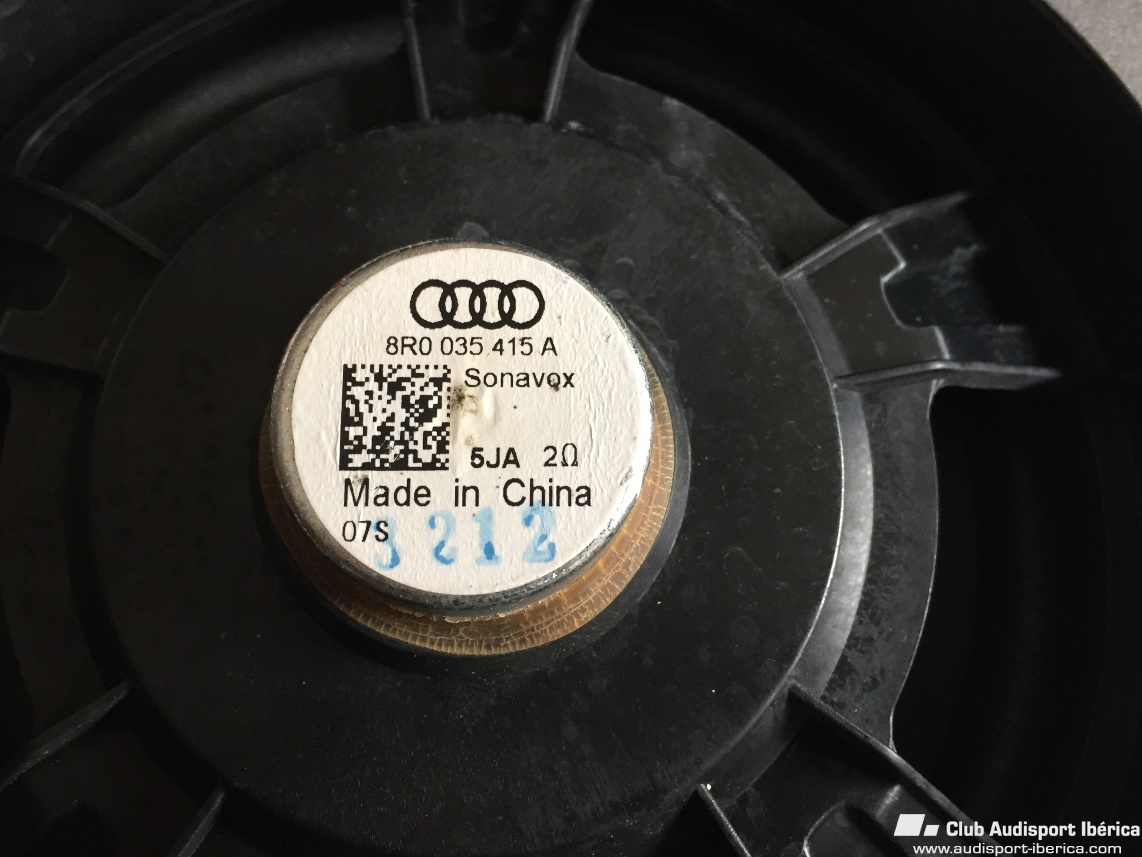 8R0 035 415 A
Sonavox
5JA 2Ω
Made in China
07S
3212
Club Audisport Ibérica
www.audisport-iberica.com